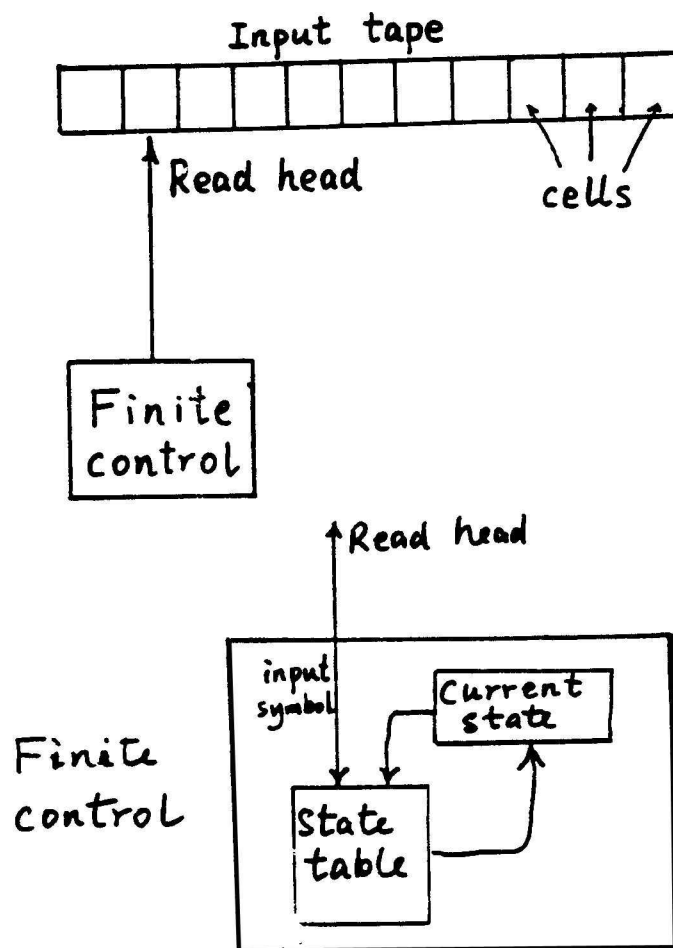 Input tape
Read head
cells
Finite
control
Read head
input
symbol
Current
state
Finite
control
State
table